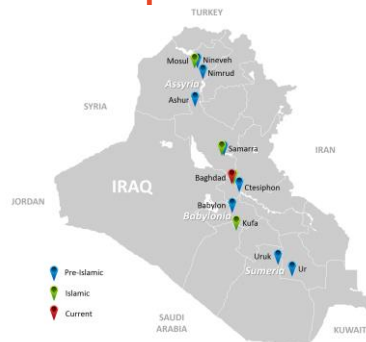 TURKEY
Mosul Nineveh
Nimrud
Assyria
Ashur
SYRIA
Samarra
IRAN
Baghdad
IRAQ
Ctesiphon
JORDAN
Babylon
Babylonia
Kufa
Uruk
Ur
Sumeria
Pre-Islamic
Islamic
Current
SAUDI
ARABIA
KUWAIT